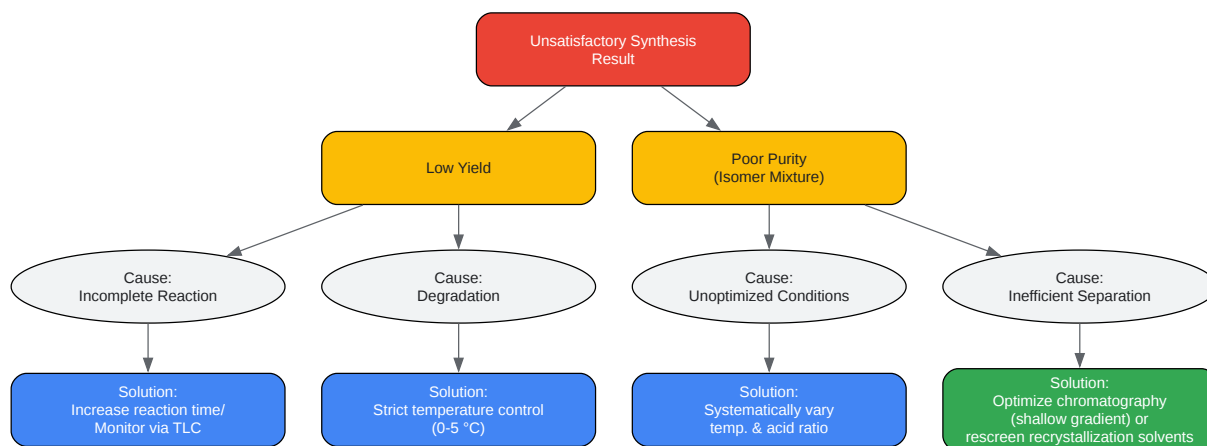 Unsatisfactory Synthesis
Result
Low Yield
Poor Purity
(Isomer Mixture)
Cause:
Incomplete Reaction
Cause:
Degradation
Cause:
Unoptimized Conditions
Cause:
Inefficient Separation
Solution:
Increase reaction time/
Monitor via TLC
Solution:
Strict temperature control
(0-5 °C)
Solution:
Systematically vary
temp. & acid ratio
Solution:
Optimize chromatography
(shallow gradient) or
rescreen recrystallization solvents